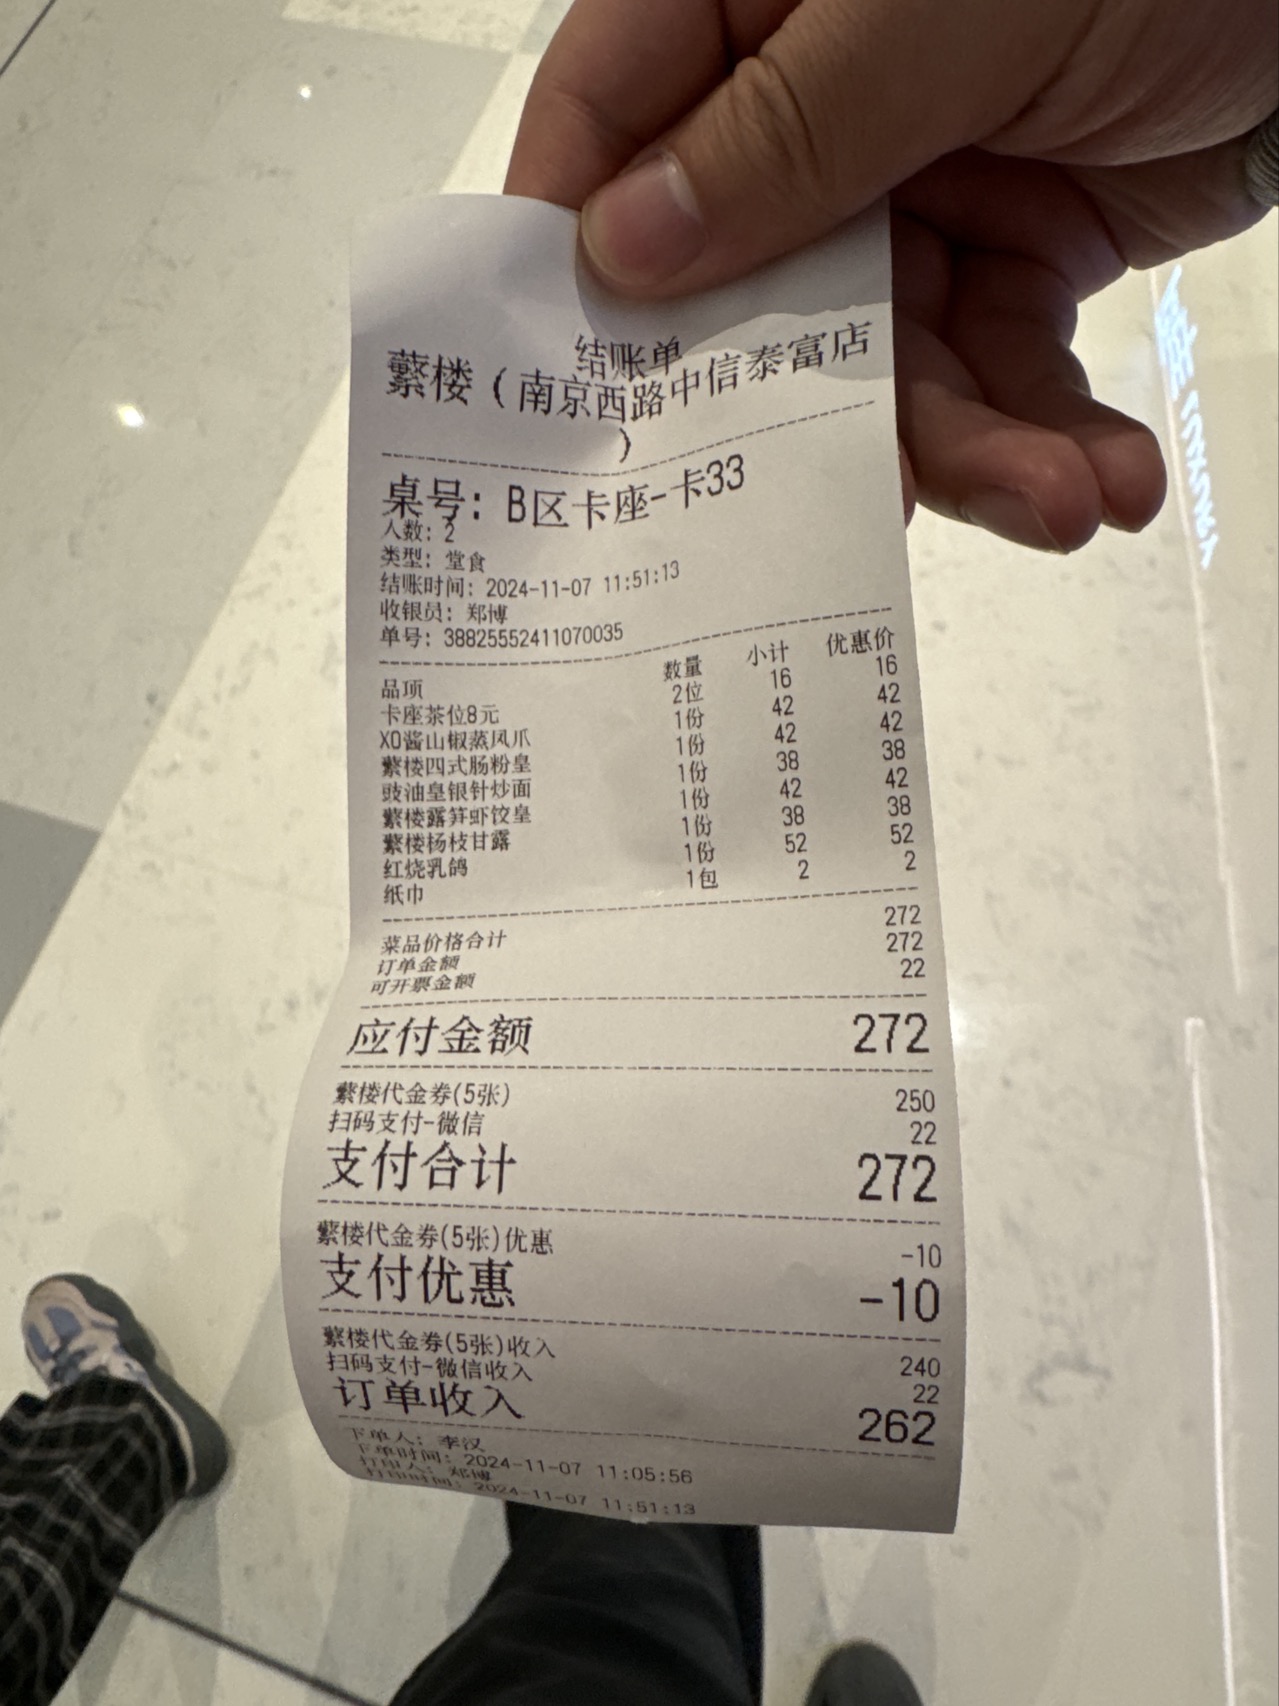 结账单
蘩楼（南京西路中信泰富店
）
桌号：B区卡座-卡33
人数：2
类型：堂食
结账时间：2024-11-07 11:51:13
收银员：郑博
单号：38825552411070035
品项 数量 小计 优惠价
卡座茶位8元 2位 16 16
XO酱山椒蒸凤爪 1份 42 42
蘩楼四式肠粉皇 1份 42 42
豉油皇银针炒面 1份 38 38
蘩楼露笋虾饺皇 1份 42 42
蘩楼杨枝甘露 1份 38 38
红烧乳鸽 1份 52 52
纸巾 1包 2 2
菜品价格合计 272
订单金额 272
可开票金额 22
应付金额 272
蘩楼代金券(5张) 250
扫码支付-微信 22
支付合计 272
蘩楼代金券(5张)优惠 -10
支付优惠 -10
蘩楼代金券(5张)收入 240
扫码支付-微信收入 22
订单收入 262
下单人：李汉
下单时间：2024-11-07 11:05:56
打印人：郑博
打印时间：2024-11-07 11:51:13